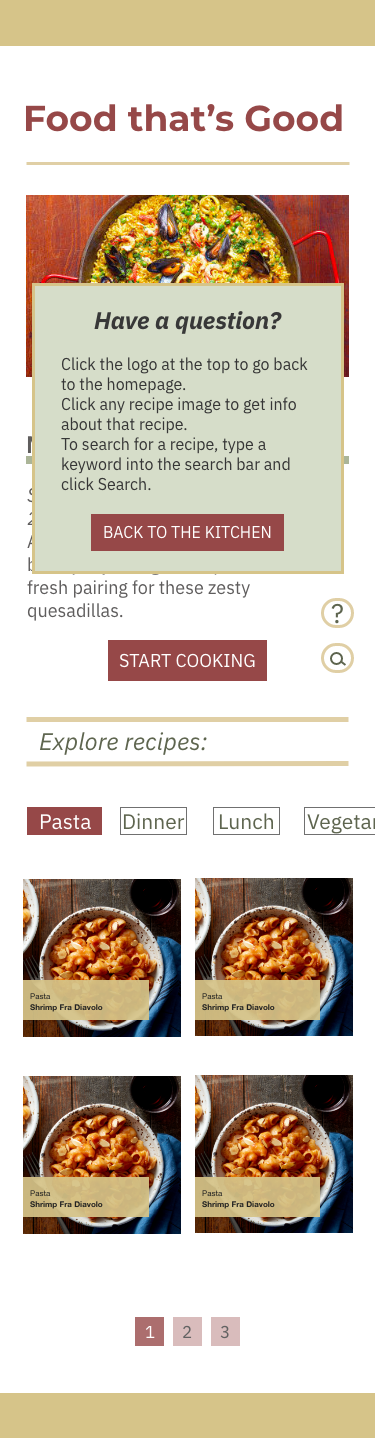 Food that’s Good
Have a question?
Click the logo at the top to go back
to the homepage.
Click any recipe image to get info
about that recipe.
To search for a recipe, type a
keyword into the search bar and
click Search.
BACK TO THE KITCHEN
fresh pairing for these zesty
quesadillas.
?
START COOKING
Explore recipes:
Pasta Dinner Lunch Vegetar
Pasta
Shrimp Fra Diavolo
Pasta
Shrimp Fra Diavolo
Pasta
Shrimp Fra Diavolo
Pasta
Shrimp Fra Diavolo
1 2 3